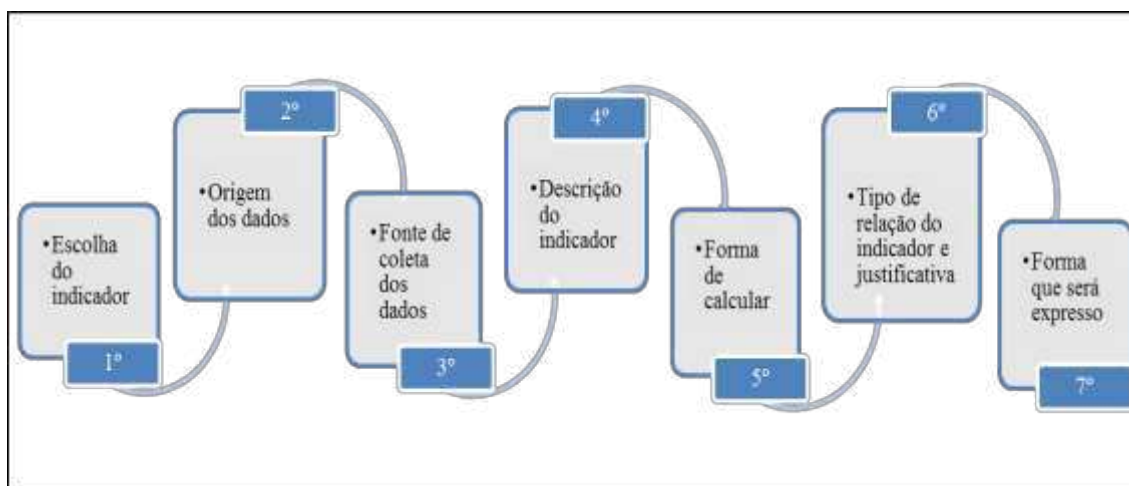 •Escolha
do
indicador
1º
2º
•Origem
dos dados
•Fonte de
coleta
dos
dados
3º
4º
•Descrição
do
indicador
•Forma
de
calcular
5º
6º
•Tipo de
relação do
indicador e
justificativa
•Forma
que será
expresso
7º